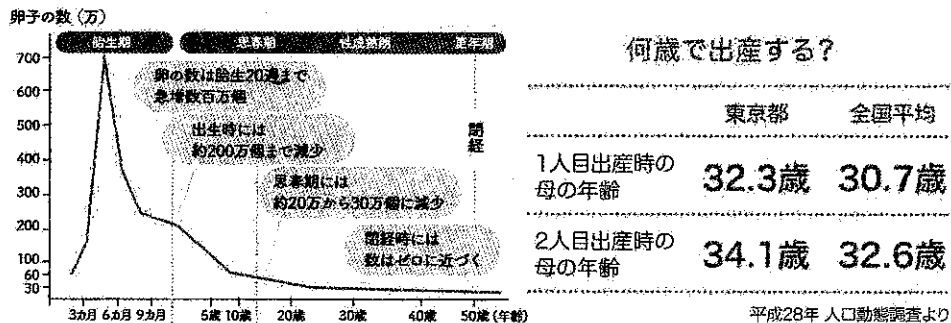 卵子の数（万）
胎生期
思春期
性成熟期
更年期
700
600
500
400
300
200
100
60
30
卵の数は胎生20週まで
急増数百万個
出生時には
約200万個まで減少
思春期には
約20万から30万個に減少
閉経時には
数はゼロに近づく
閉経
3カ月 6カ月 9カ月 5歳 10歳 20歳 30歳 40歳 50歳（年齢）
何歳で出産する？
東京都 全国平均
1人目出産時の
母の年齢
32.3歳 30.7歳
2人目出産時の
母の年齢
34.1歳 32.6歳
平成28年 人口動態調査より